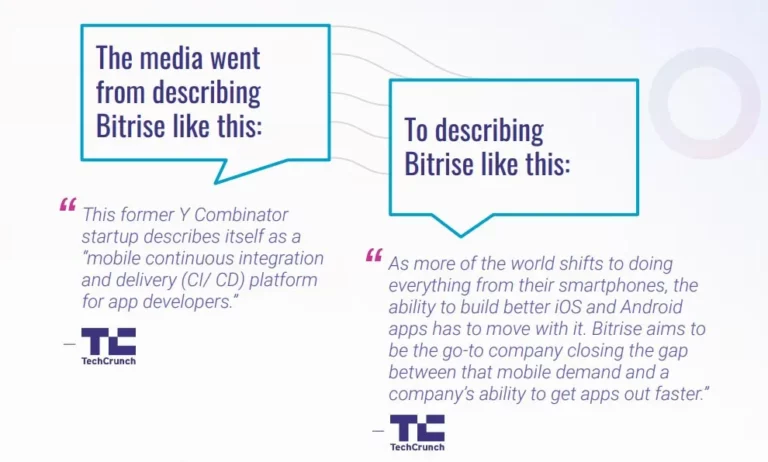 The media went
from describing
Bitrise like this:
To describing
Bitrise like this:
“ This former Y Combinator
startup describes itself as a
“mobile continuous integration
and delivery (CI/ CD) platform
for app developers.”
— TC
TechCrunch
“ As more of the world shifts to doing
everything from their smartphones, the
ability to build better iOS and Android
apps has to move with it. Bitrise aims to
be the go-to company closing the gap
between that mobile demand and a
company’s ability to get apps out faster.”
— TC
TechCrunch